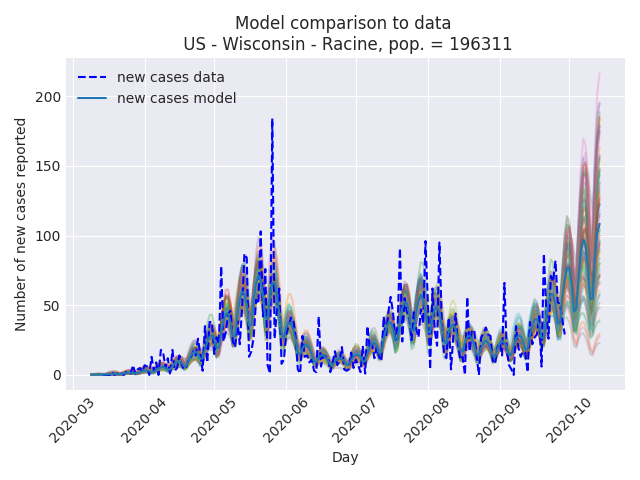 Model comparison to data
US - Wisconsin - Racine, pop. = 196311
new cases data
new cases model
Number of new cases reported
200
150
100
50
0
2020-03
2020-04
2020-05
2020-06
2020-07
2020-08
2020-09
2020-10
Day